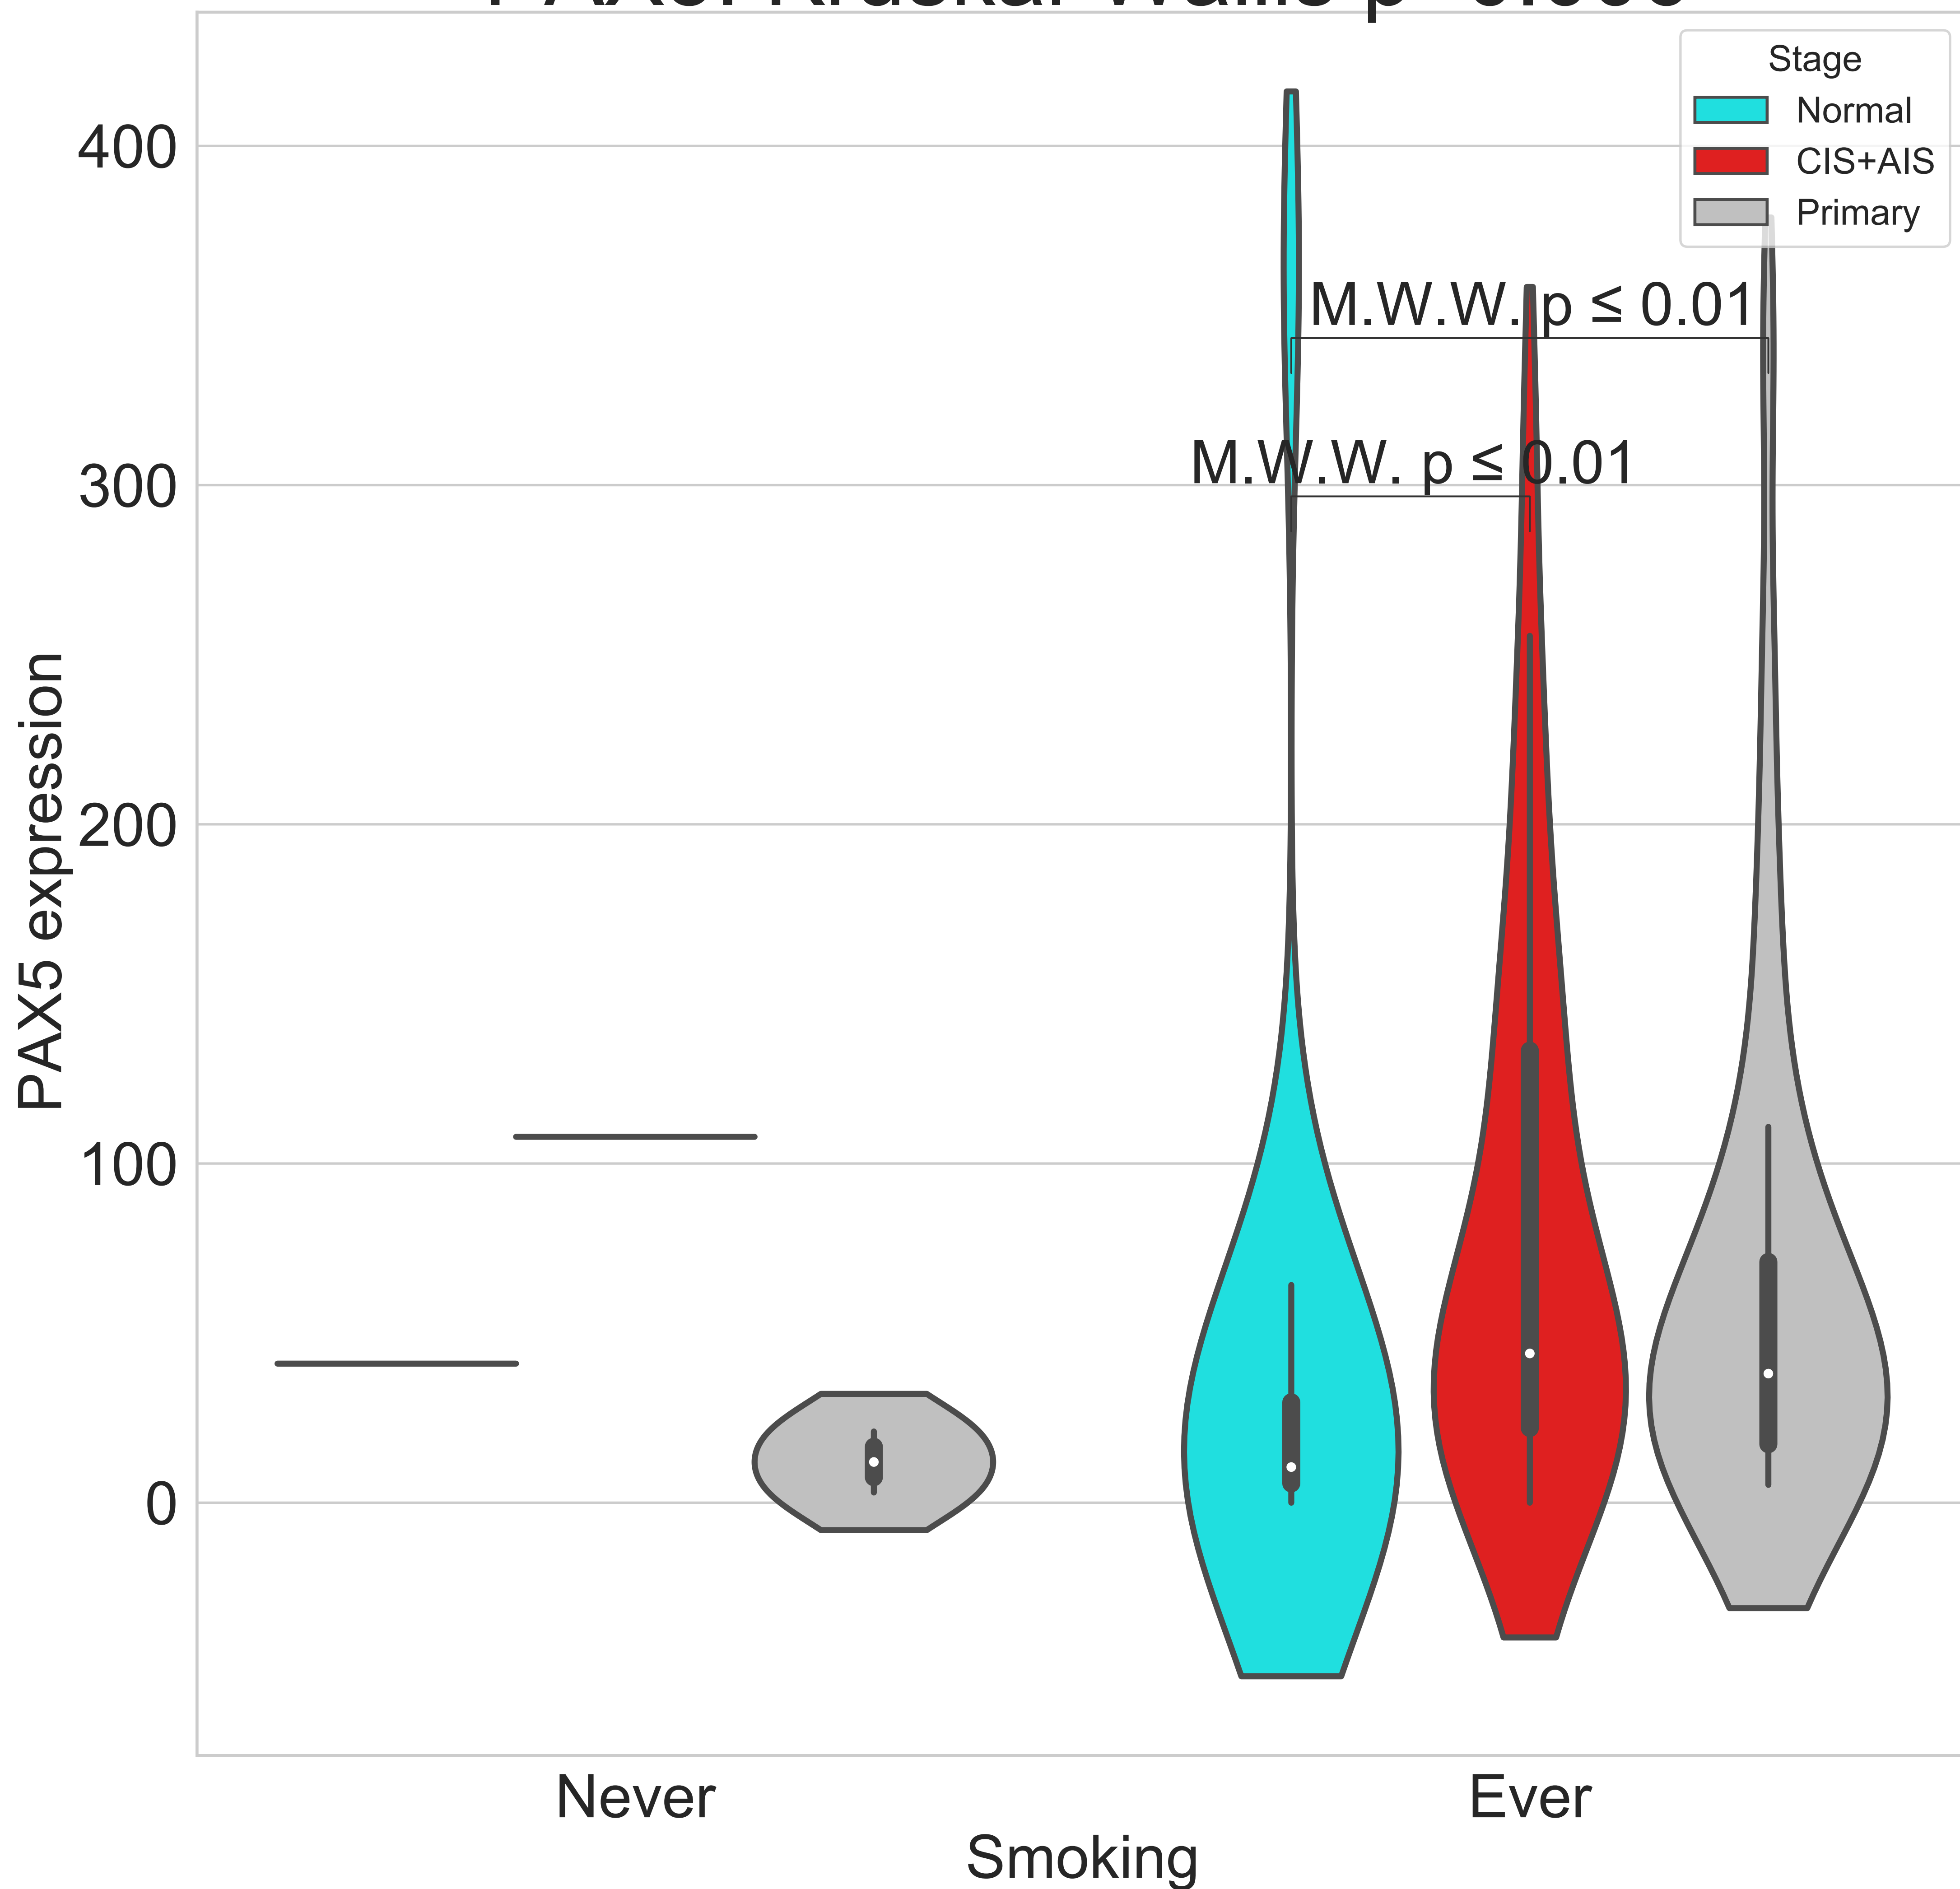 Stage
Normal
CIS+AIS
Primary
400
300
200
100
0
M.W.W. p ≤ 0.01
M.W.W. p ≤ 0.01
PAX5 expression
Never
Ever
Smoking